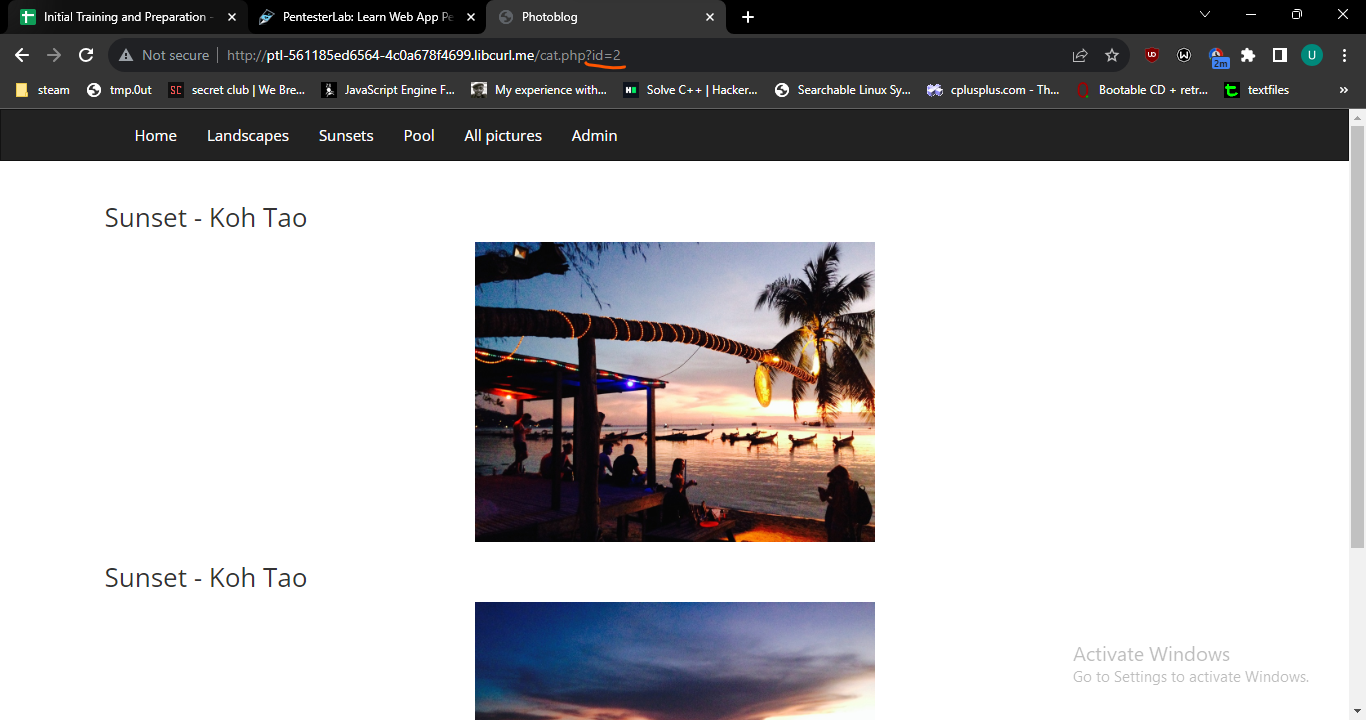 Initial Training and Preparation -
PentesterLab: Learn Web App Pe
Photoblog
Not secure
http://ptl-561185ed6564-4c0a678f4699.libcurl.me/cat.php?id=2
UD
2m
U
steam
tmp.0ut
SC
secret club | We Bre...
JavaScript Engine F...
My experience with...
Solve C++ | Hacker...
Searchable Linux Sy...
cplusplus.com - Th...
Bootable CD + retr...
textfiles
»
Home
Landscapes
Sunsets
Pool
All pictures
Admin
Sunset - Koh Tao
Sunset - Koh Tao
Activate Windows
Go to Settings to activate Windows.